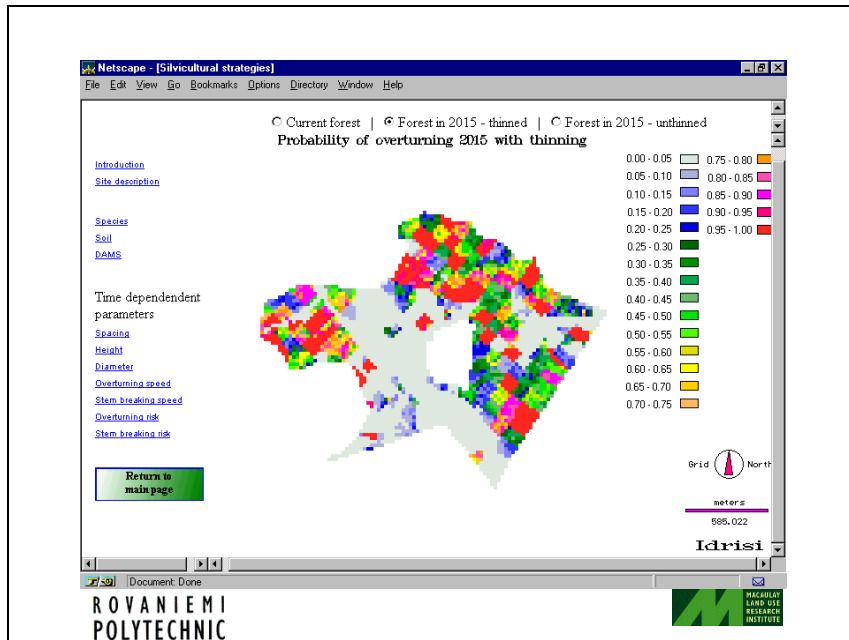 Netscape - [Silvicultural strategies]
File Edit View Go Bookmarks Options Directory Window Help
Current forest | Forest in 2015 - thinned | Forest in 2015 - unthinned
Probability of overturning 2015 with thinning
Introduction
Site description
Species
Soil
DAMS
Time dependendent
parameters
Spacing
Height
Diameter
Overturning speed
Stem breaking speed
Overturning risk
Stem breaking risk
Return to
main page
0.00 - 0.05
0.05 - 0.10
0.10 - 0.15
0.15 - 0.20
0.20 - 0.25
0.25 - 0.30
0.30 - 0.35
0.35 - 0.40
0.40 - 0.45
0.45 - 0.50
0.50 - 0.55
0.55 - 0.60
0.60 - 0.65
0.65 - 0.70
0.70 - 0.75
0.75 - 0.80
0.80 - 0.85
0.85 - 0.90
0.90 - 0.95
0.95 - 1.00
Grid North
meters
585.022
Idrisi
Document: Done
ROVANIEMI
POLYTECHNIC
MACAULAY
LAND USE
RESEARCH
INSTITUTE